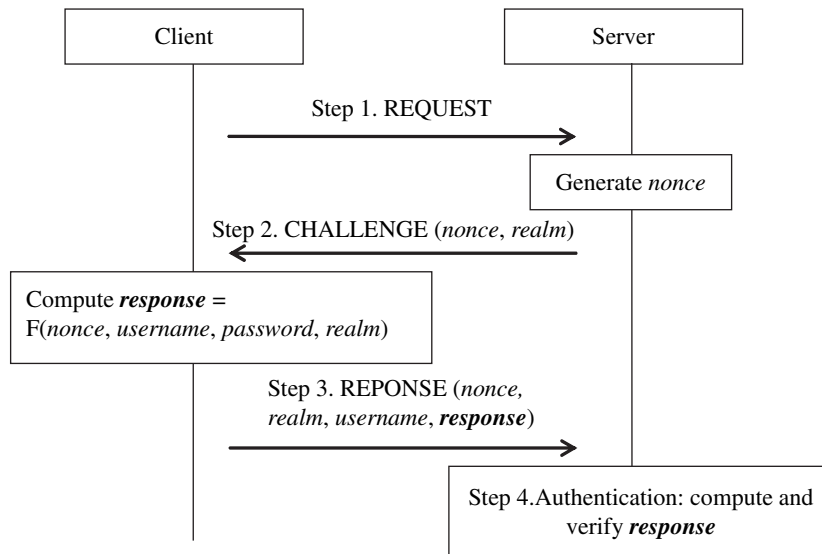 Client
Server
Step 1. REQUEST
Generate nonce
Step 2. CHALLENGE (nonce, realm)
Compute response =
F(nonce, username, password, realm)
Step 3. REPONSE (nonce,
realm, username, response)
Step 4.Authentication: compute and
verify response